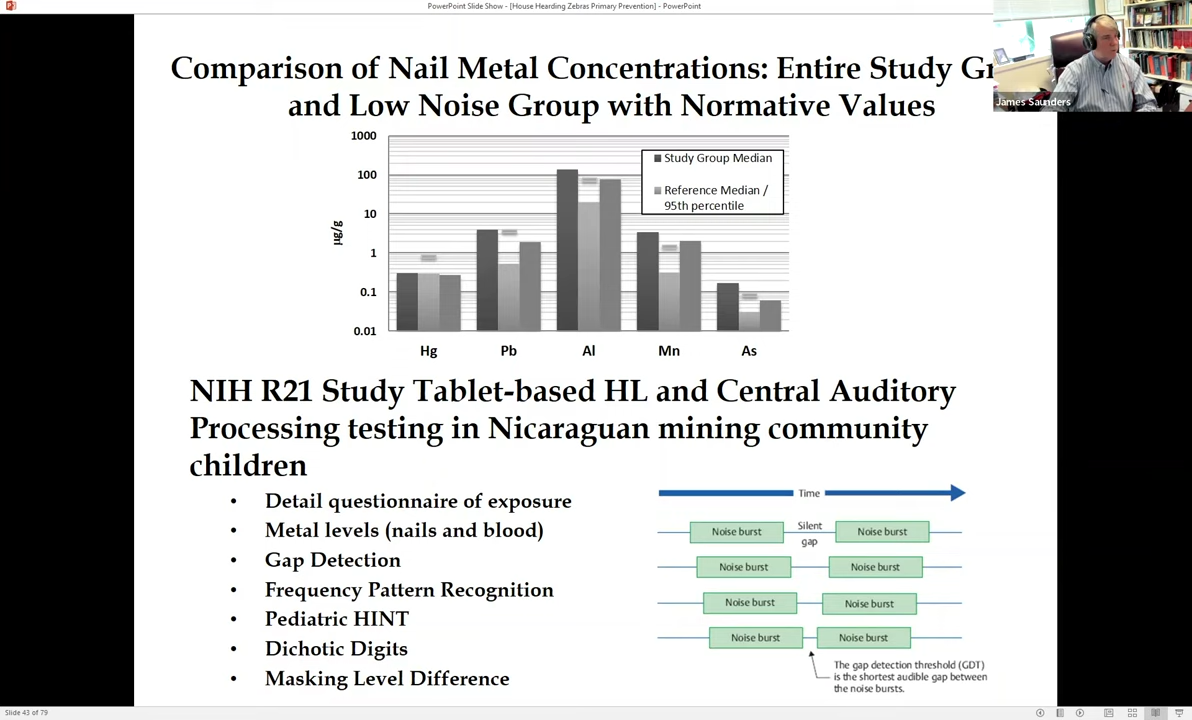 PowerPoint Slide Show - [House Hearding Zebras Primary Prevention] - PowerPoint
Comparison of Nail Metal Concentrations: Entire Study Gr
and Low Noise Group with Normative Values
James Saunders
1000
100
10
1
0.1
0.01
µg/g
Study Group Median
Reference Median /
95th percentile
Hg Pb Al Mn As
NIH R21 Study Tablet-based HL and Central Auditory
Processing testing in Nicaraguan mining community
children
• Detail questionnaire of exposure
• Metal levels (nails and blood)
• Gap Detection
• Frequency Pattern Recognition
• Pediatric HINT
• Dichotic Digits
• Masking Level Difference
Time
Noise burst Silent gap Noise burst
Noise burst Noise burst
Noise burst Noise burst
Noise burst Noise burst
The gap detection threshold (GDT)
is the shortest audible gap between
the noise bursts.
Slide 43 of 79